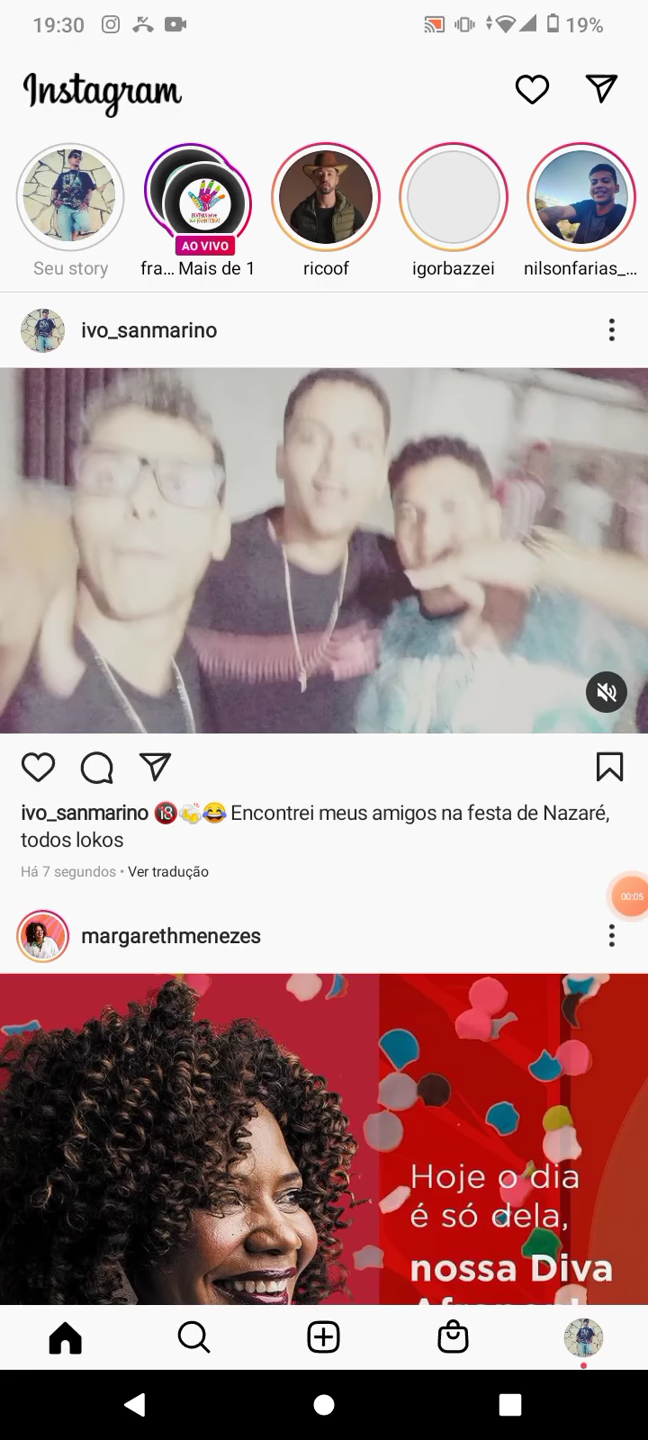 19:30
19%
Instagram
AO VIVO
Seu story
fra... Mais de 1
ricoof
igorbazzei
nilsonfarias_...
ivo_sanmarino
ivo_sanmarino 🔞🍻😂 Encontrei meus amigos na festa de Nazaré,
todos lokos
Há 7 segundos • Ver tradução
00:05
margarethmenezes
Hoje o dia
é só dela,
nossa Diva